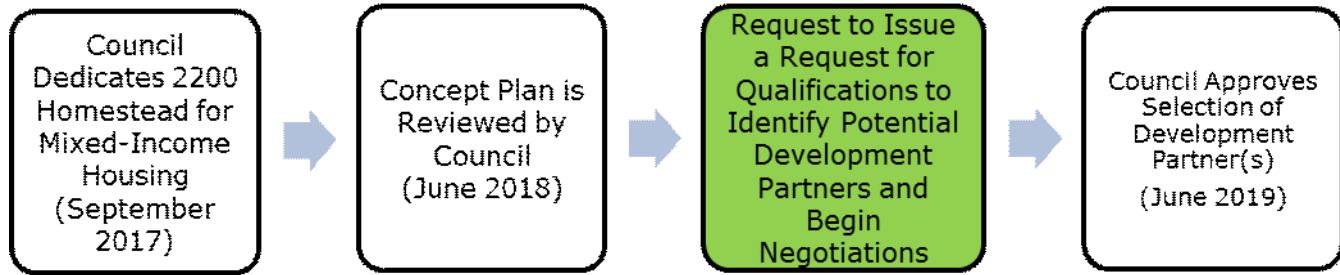 Council
Dedicates 2200
Homestead for
Mixed-Income
Housing
(September
2017)
Concept Plan is
Reviewed by
Council
(June 2018)
Request to Issue
a Request for
Qualifications to
Identify Potential
Development
Partners and
Begin
Negotiations
Council Approves
Selection of
Development
Partner(s)
(June 2019)